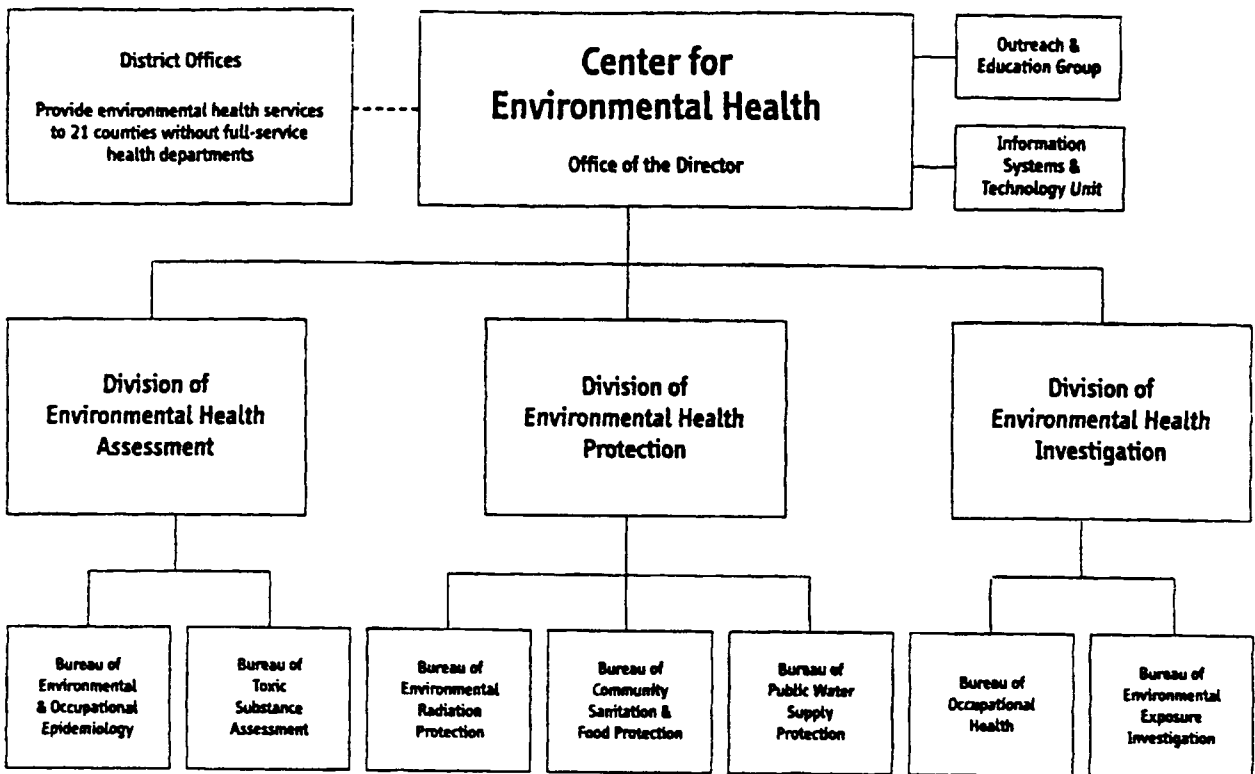 District Offices
Provide environmental health services
to 21 counties without full-service
health departments
Center for
Environmental Health
Office of the Director
Outreach &
Education Group
Information
Systems &
Technology Unit
Division of
Environmental Health
Assessment
Division of
Environmental Health
Protection
Division of
Environmental Health
Investigation
Bureau of
Environmental
& Occupational
Epidemiology
Bureau of
Toxic
Substance
Assessment
Bureau of
Environmental
Radiation
Protection
Bureau of
Community
Sanitation &
Food Protection
Bureau of
Public Water
Supply
Protection
Bureau of
Occupational
Health
Bureau of
Environmental
Exposure
Investigation